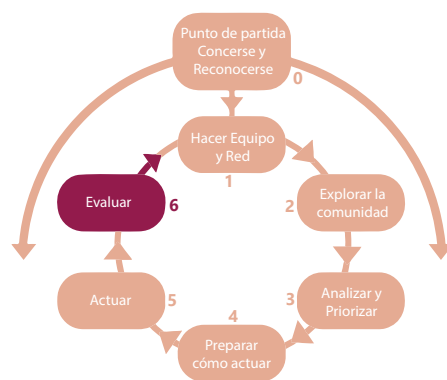 Punto de partida
Concerse y
Reconocerse
0
Hacer Equipo
y Red
1
Explorar la
comunidad
2
Analizar y
Priorizar
3
Preparar
cómo actuar
4
Actuar
5
Evaluar
6